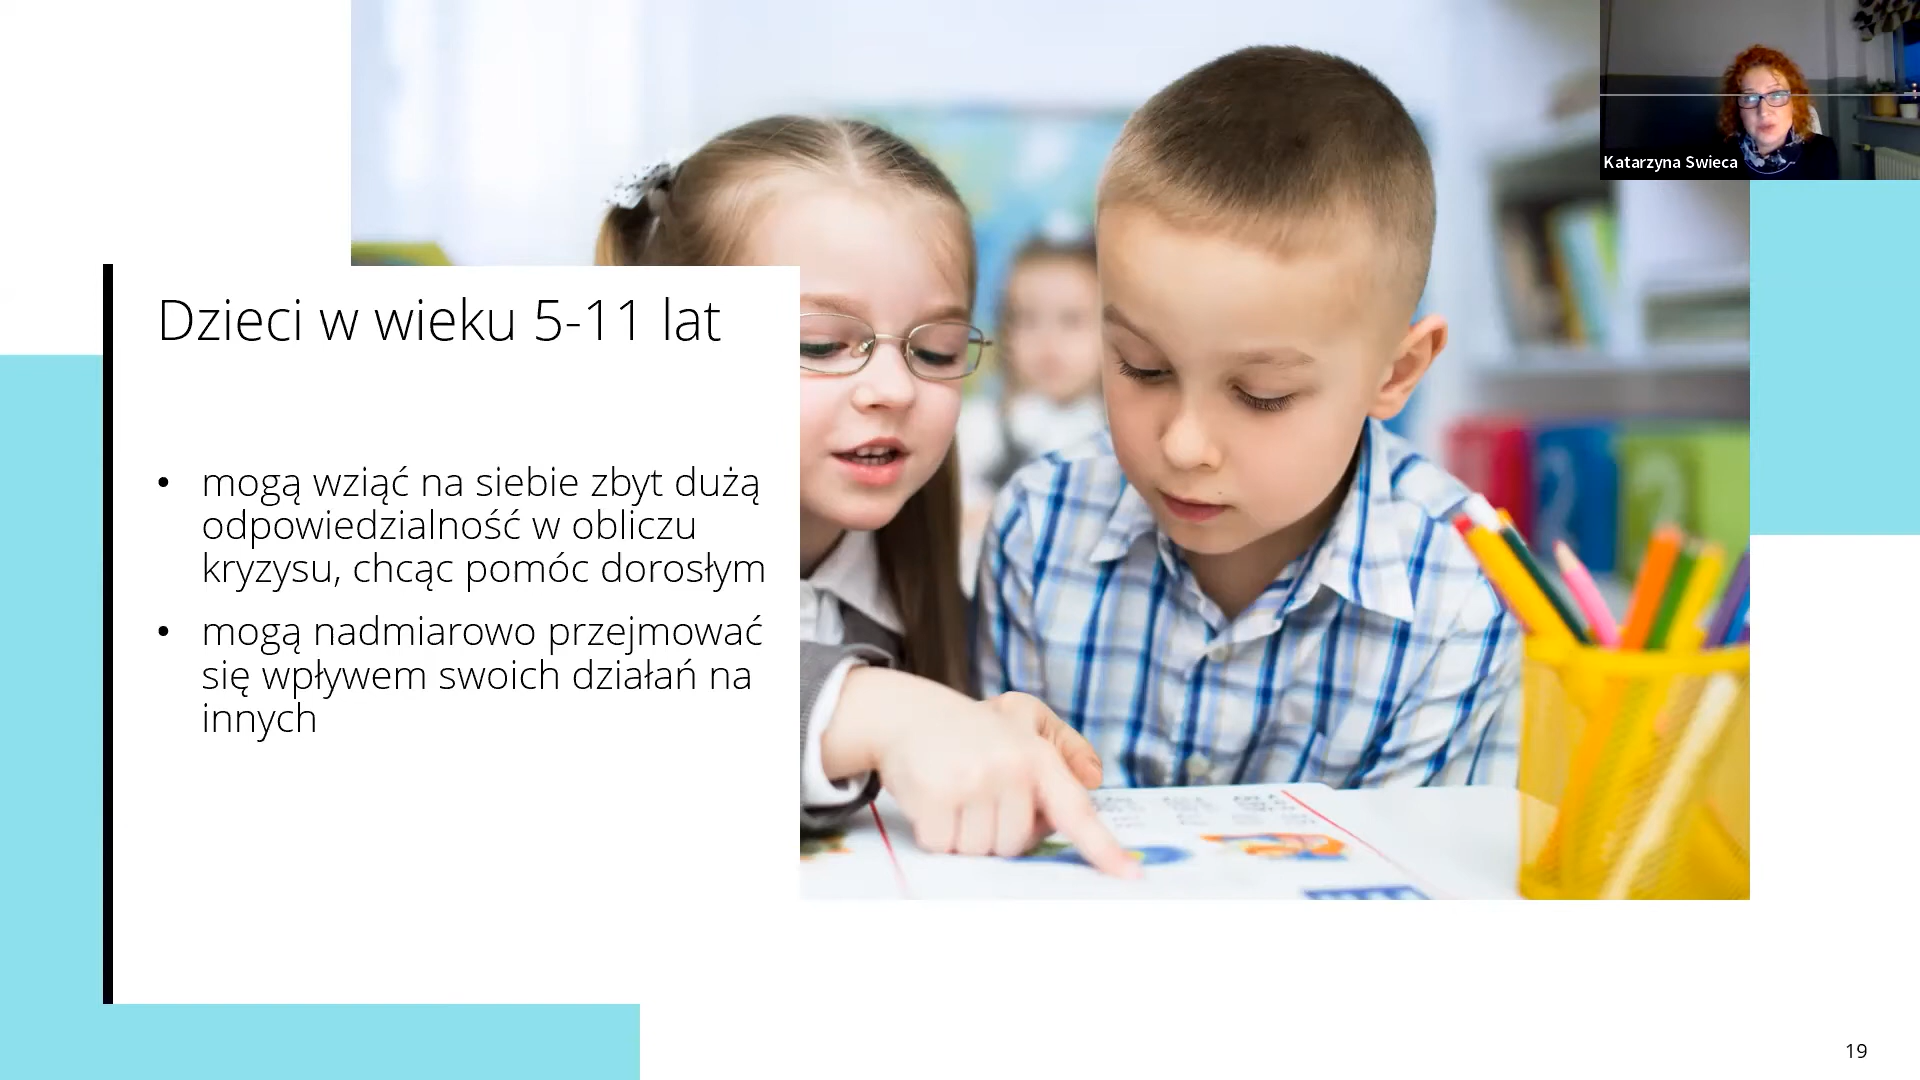 Katarzyna Swieca
Dzieci w wieku 5-11 lat
• mogą wziąć na siebie zbyt dużą
odpowiedzialność w obliczu
kryzysu, chcąc pomóc dorosłym
• mogą nadmiarowo przejmować
się wpływem swoich działań na
innych
19